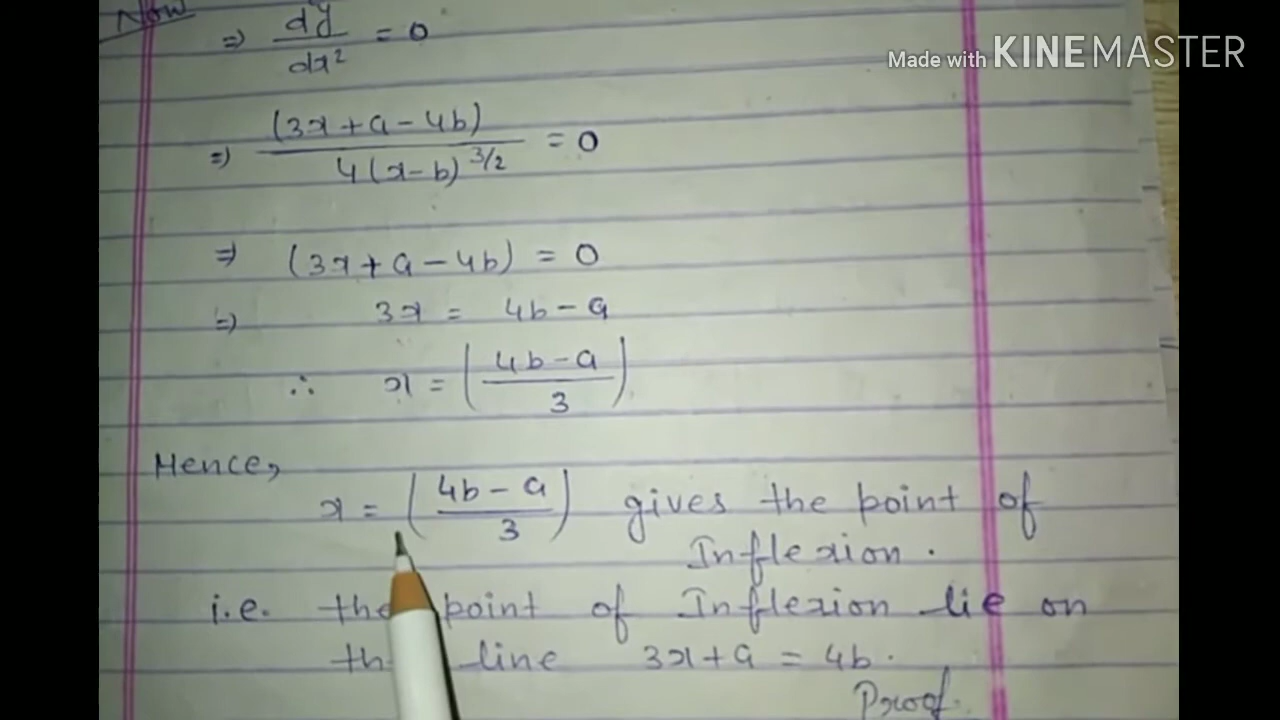 Now
⇒ d²y/dx² = 0
Made with KINEMASTER
⇒ (3x+a-4b)/4(x-b)^3/2 = 0
⇒ (3x+a-4b) = 0
⇒ 3x = 4b-a
∴ x = (4b-a/3)
Hence,
x = (4b-a/3) gives the point of
Inflexion.
i.e. the point of Inflexion lie on
line 3x+a = 4b.
Proof.